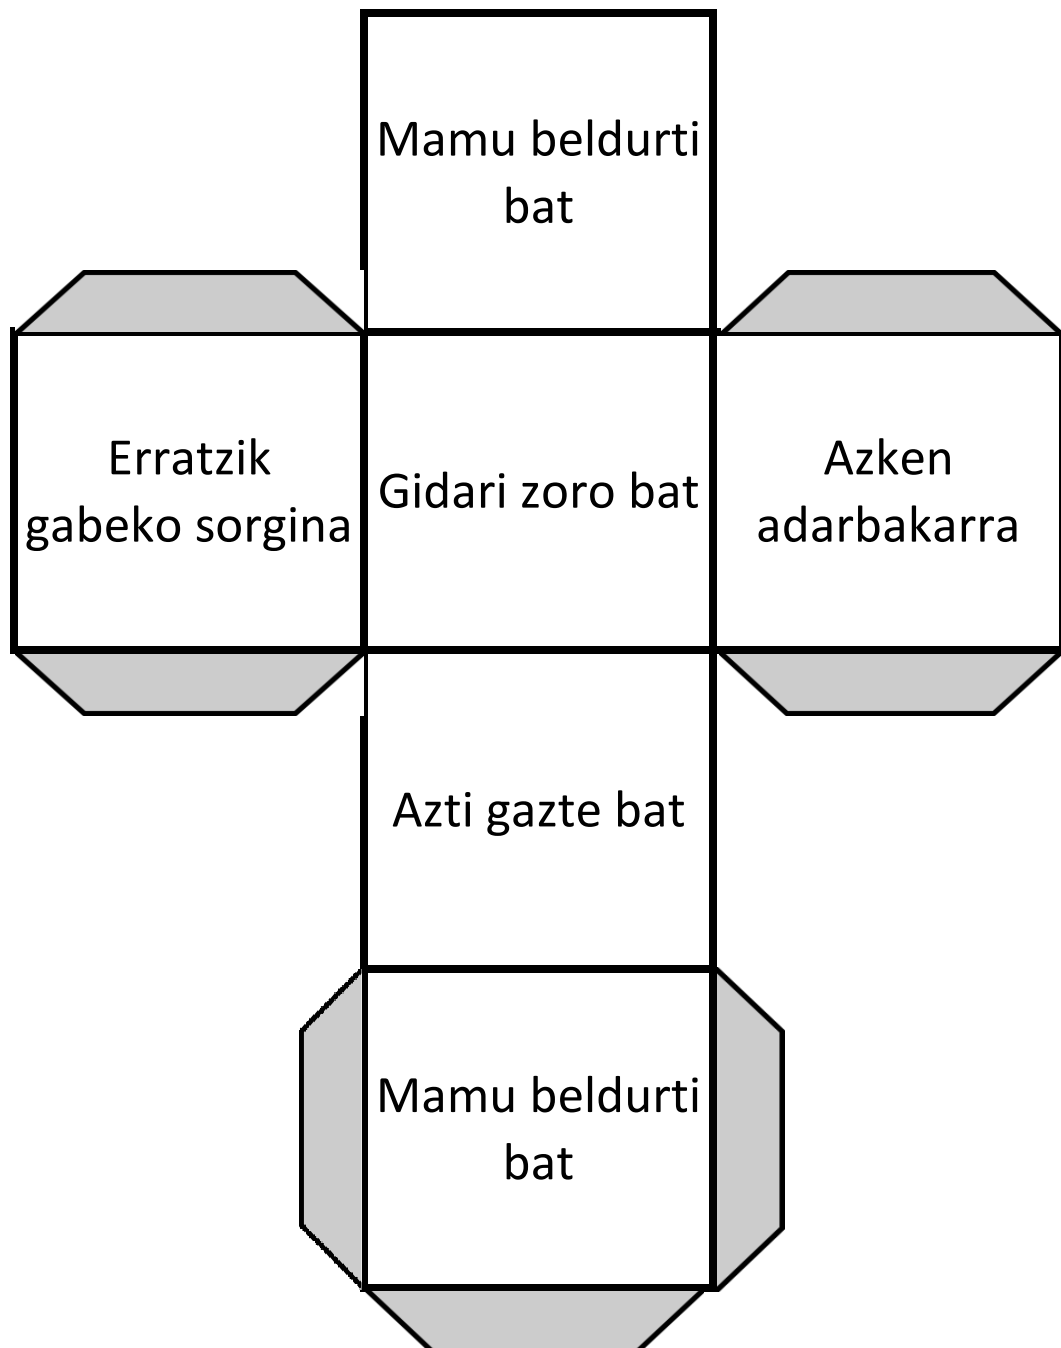 Mamu beldurti
bat
Erratzik
gabeko sorgina
Gidari zoro bat
Azken
adarbakarra
Azti gazte bat
Mamu beldurti
bat